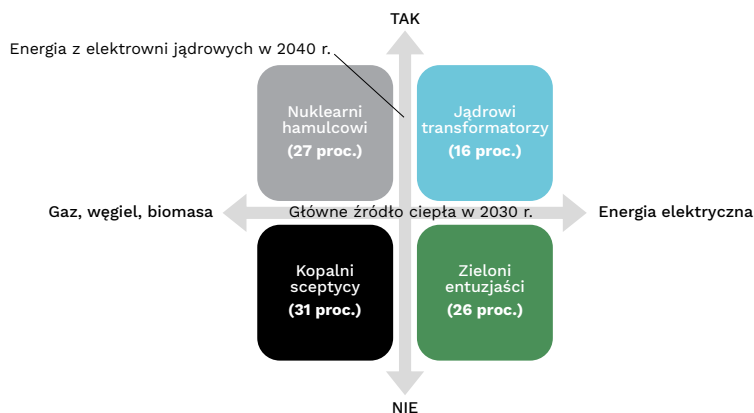 TAK
Energia z elektrowni jądrowych w 2040 r.
Nuklearni
hamulcowi
(27 proc.)
Jądrowi
transformatorzy
(16 proc.)
Gaz, węgiel, biomasa
Główne źródło ciepła w 2030 r.
Energia elektryczna
Kopalni
sceptycy
(31 proc.)
Zieloni
entuzjaści
(26 proc.)
NIE